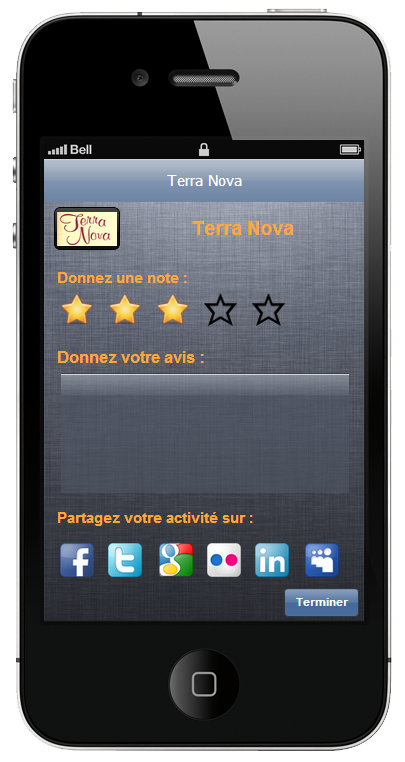 Bell
Terra Nova
Terra
Nova
Terra Nova
Donnez une note :
Donnez votre avis :
Partagez votre activité sur :
f t g in
Terminer